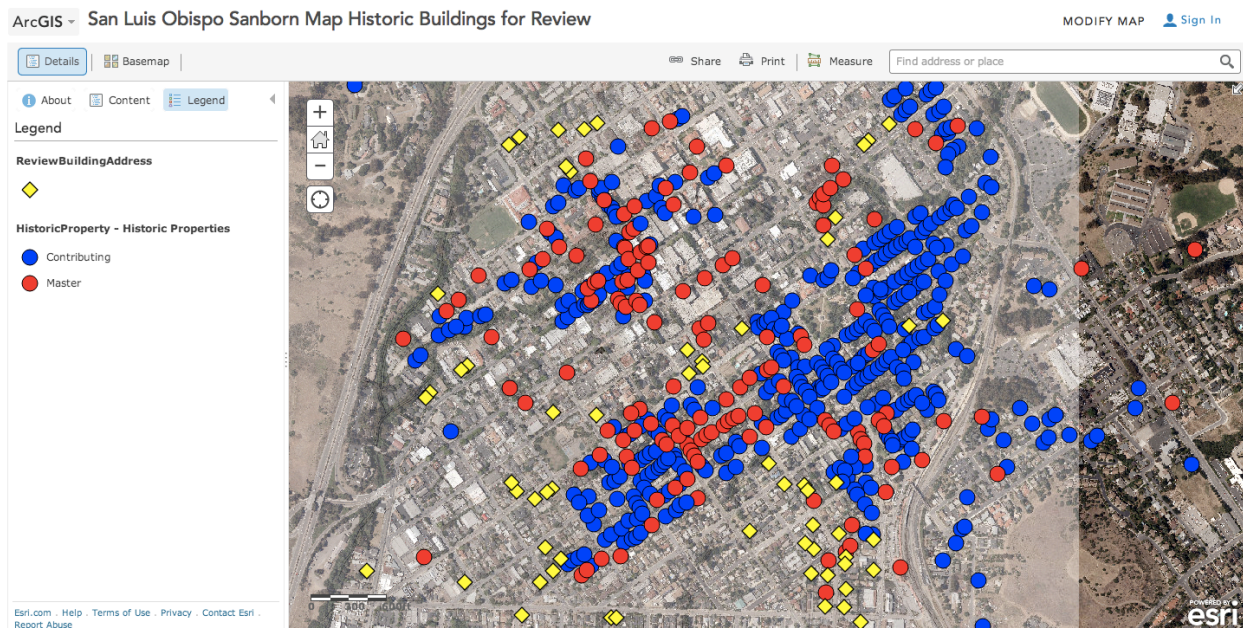 ArcGIS San Luis Obispo Sanborn Map Historic Buildings for Review MODIFY MAP Sign In
Details Basemap Share Print Measure Find address or place
About Content Legend
Legend
ReviewBuildingAddress
HistoricProperty - Historic Properties
Contributing
Master
Esri.com . Help . Terms of Use . Privacy . Contact Esri .
Report Abuse
POWERED BY
esri